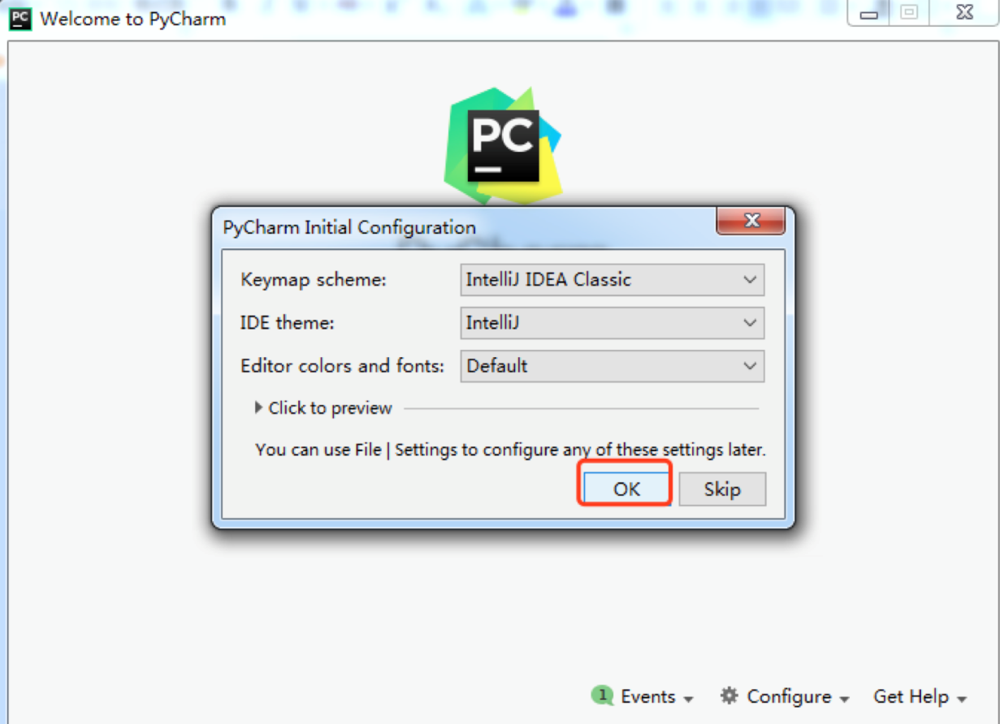 PC Welcome to PyCharm
PC
PyCharm Initial Configuration
Keymap scheme: IntelliJ IDEA Classic
IDE theme: IntelliJ
Editor colors and fonts: Default
Click to preview
You can use File | Settings to configure any of these settings later.
OK Skip
1 Events Configure Get Help